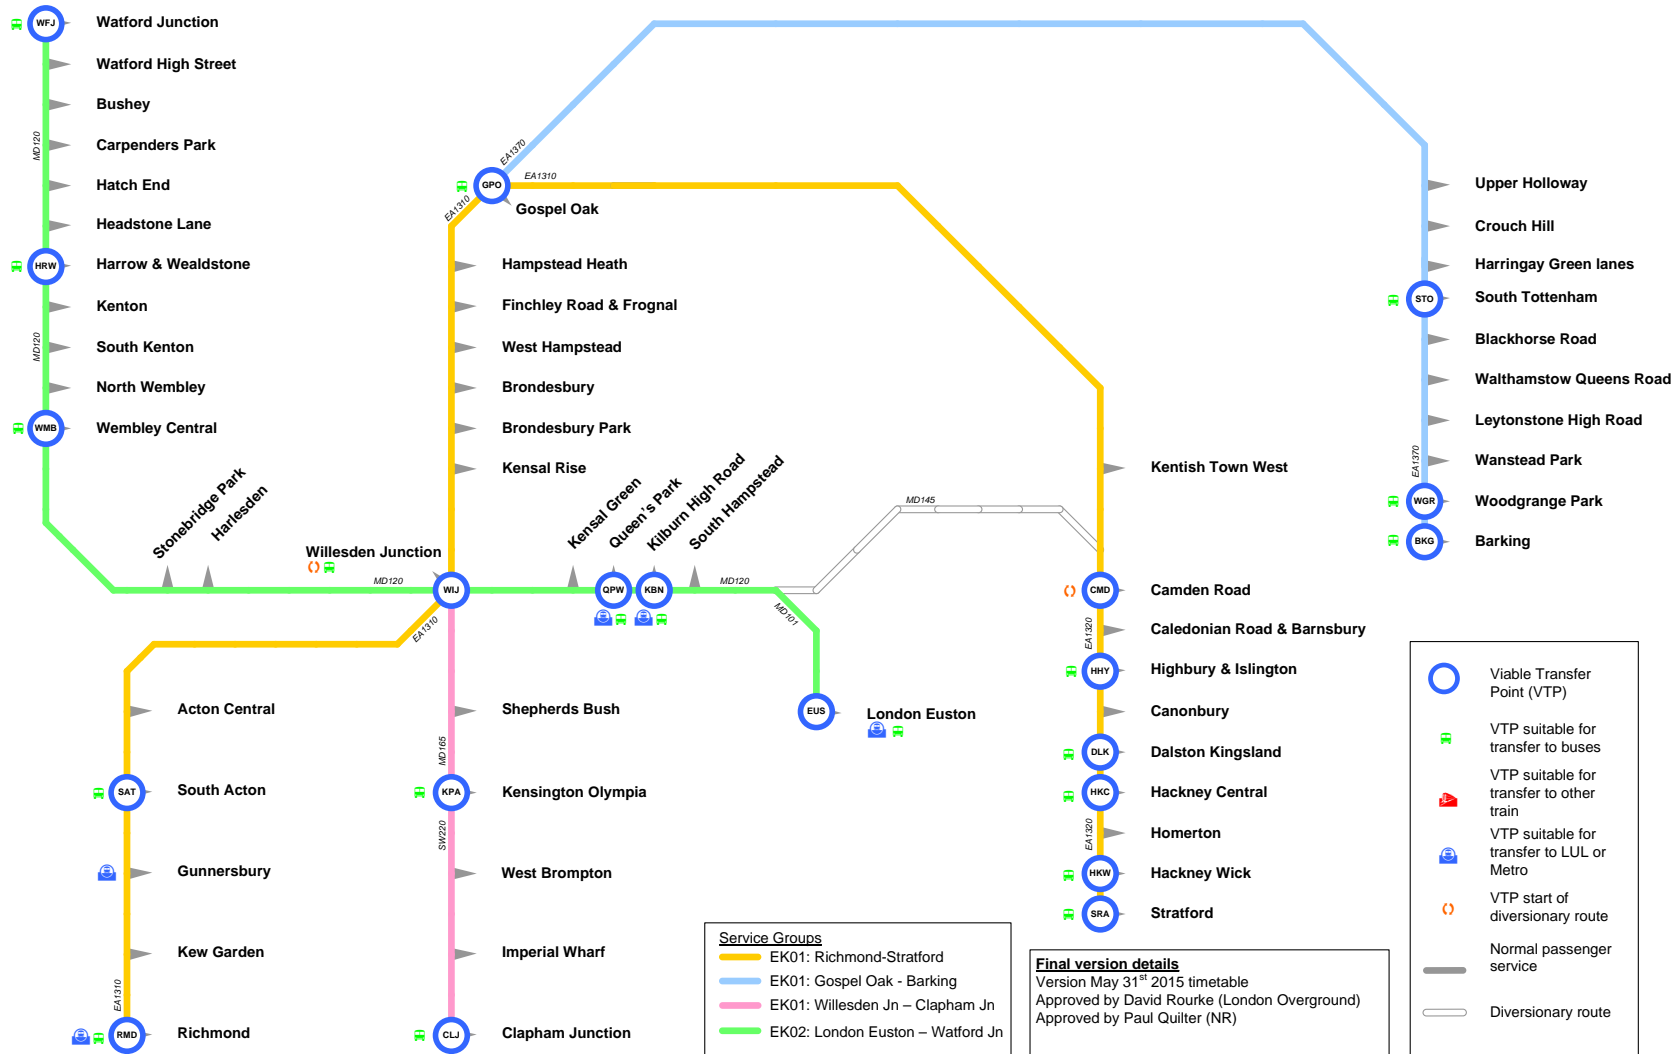 WFJ
Watford Junction
Watford High Street
Bushey
MD120
Carpenders Park
Hatch End
Headstone Lane
HRW
Harrow & Wealdstone
Kenton
MD120
South Kenton
North Wembley
WMB
Wembley Central
Stonebridge Park
Harlesden
MD120
Willesden Junction
WIJ
EA1370
EA1310
GPO
EA1310
Gospel Oak
Hampstead Heath
Finchley Road & Frognal
West Hampstead
Brondesbury
Brondesbury Park
Kensal Rise
Kensal Green
Queen's Park
Kilburn High Road
South Hampstead
QPW
KBN
MD120
MD101
MD145
EUS
London Euston
EA1310
Acton Central
SAT
South Acton
Gunnersbury
Kew Garden
EA1310
RMD
Richmond
Shepherds Bush
MD165
KPA
Kensington Olympia
SW220
West Brompton
Imperial Wharf
CLJ
Clapham Junction
Kentish Town West
CMD
Camden Road
EA1320
Caledonian Road & Barnsbury
HHY
Highbury & Islington
Canonbury
DLK
Dalston Kingsland
HKC
Hackney Central
EA1320
Homerton
HKW
Hackney Wick
SRA
Stratford
Upper Holloway
Crouch Hill
Harringay Green lanes
STO
South Tottenham
Blackhorse Road
Walthamstow Queens Road
Leytonstone High Road
EA1370
Wanstead Park
WGR
Woodgrange Park
BKG
Barking
Service Groups
EK01: Richmond-Stratford
EK01: Gospel Oak - Barking
EK01: Willesden Jn – Clapham Jn
EK02: London Euston – Watford Jn
Final version details
Version May 31st 2015 timetable
Approved by David Rourke (London Overground)
Approved by Paul Quilter (NR)
Viable Transfer
Point (VTP)
VTP suitable for
transfer to buses
VTP suitable for
transfer to other
train
VTP suitable for
transfer to LUL or
Metro
VTP start of
diversionary route
Normal passenger
service
Diversionary route